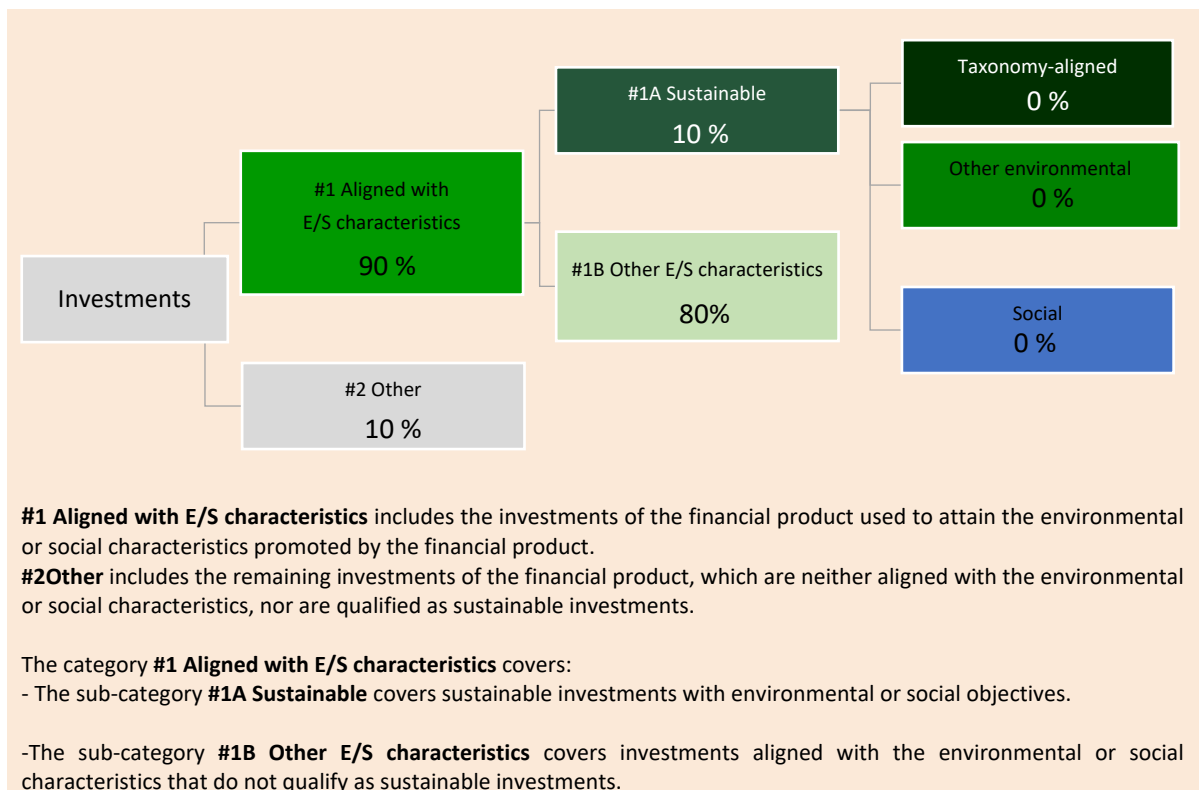 Investments
#1 Aligned with
E/S characteristics
90 %
#2 Other
10 %
#1A Sustainable
10 %
#1B Other E/S characteristics
80%
Taxonomy-aligned
0 %
Other environmental
0 %
Social
0 %
#1 Aligned with E/S characteristics includes the investments of the financial product used to attain the environmental
or social characteristics promoted by the financial product.
#2Other includes the remaining investments of the financial product, which are neither aligned with the environmental
or social characteristics, nor are qualified as sustainable investments.
The category #1 Aligned with E/S characteristics covers:
- The sub-category #1A Sustainable covers sustainable investments with environmental or social objectives.
-The sub-category #1B Other E/S characteristics covers investments aligned with the environmental or social
characteristics that do not qualify as sustainable investments.